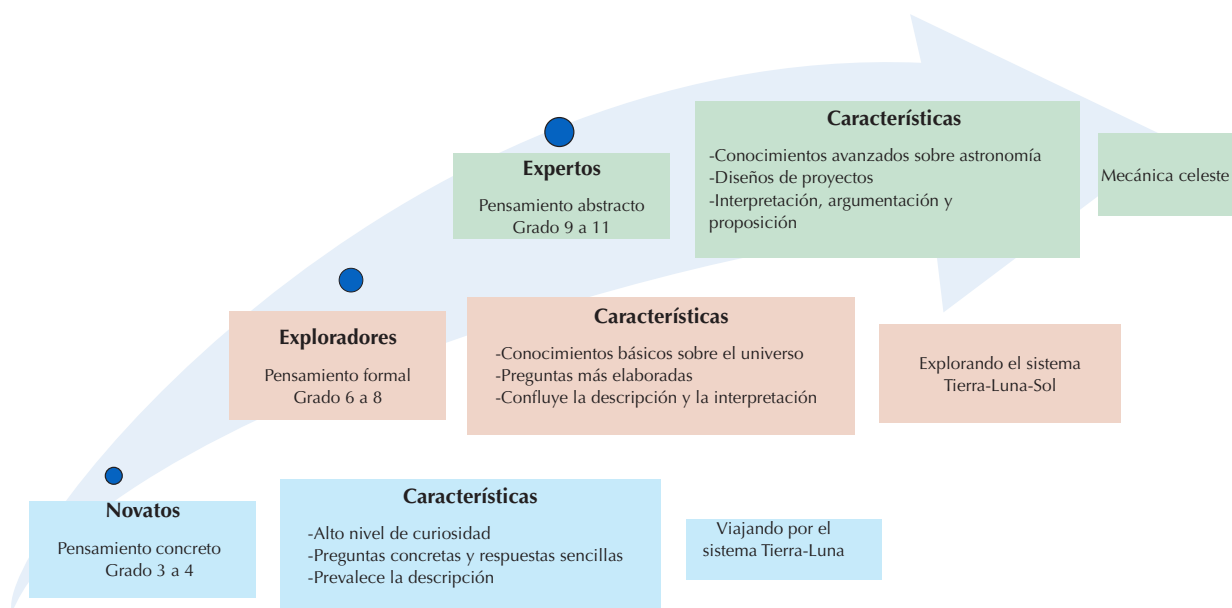 Expertos
Pensamiento abstracto
Grado 9 a 11
Características
-Conocimientos avanzados sobre astronomía
-Diseños de proyectos
-Interpretación, argumentación y
proposición
Mecánica celeste
Exploradores
Pensamiento formal
Grado 6 a 8
Características
-Conocimientos básicos sobre el universo
-Preguntas más elaboradas
-Confluye la descripción y la interpretación
Explorando el sistema
Tierra-Luna-Sol
Novatos
Pensamiento concreto
Grado 3 a 4
Características
-Alto nivel de curiosidad
-Preguntas concretas y respuestas sencillas
-Prevalece la descripción
Viajando por el
sistema Tierra-Luna